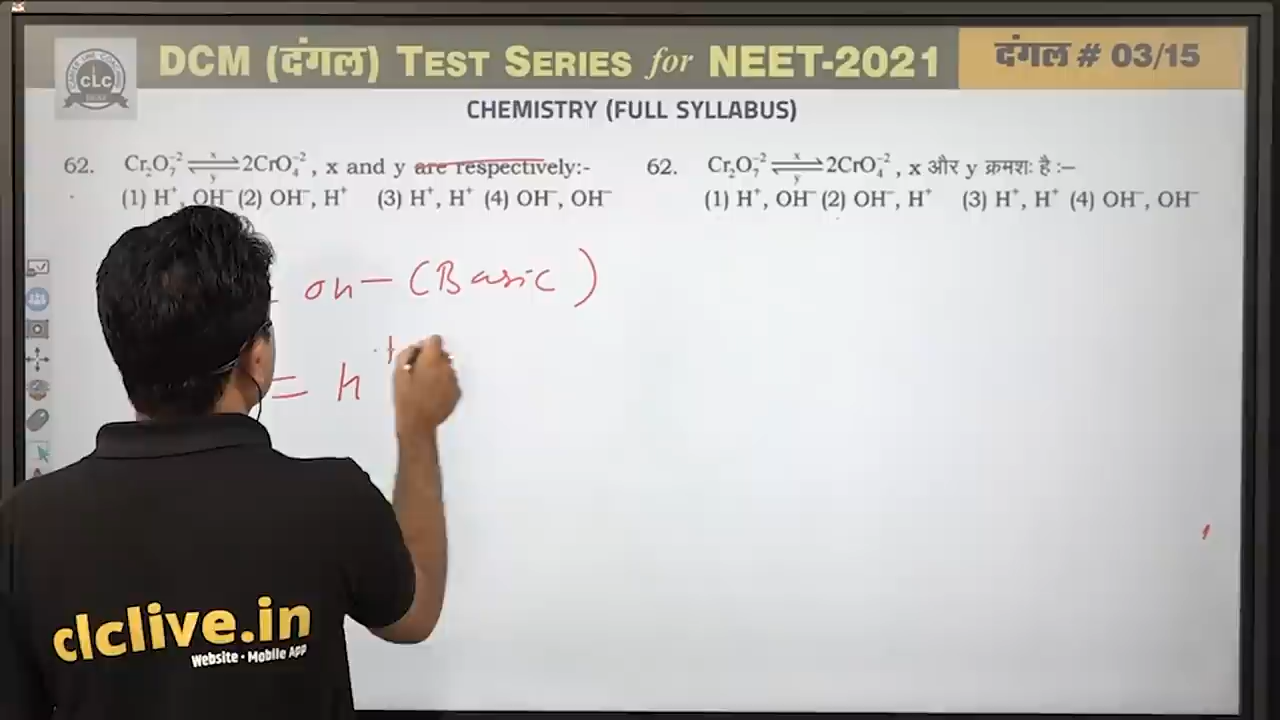 DCM (दंगल) TEST SERIES for NEET-2021
दंगल # 03/15
CLC
CHEMISTRY (FULL SYLLABUS)
62. Cr₂O₇⁻² ⇌ 2CrO₄⁻², x and y are respectively:-
x
y
(1) H⁺, OH⁻ (2) OH⁻, H⁺ (3) H⁺, H⁺ (4) OH⁻, OH⁻
62. Cr₂O₇⁻² ⇌ 2CrO₄⁻², x और y क्रमशः है :–
x
y
(1) H⁺, OH⁻ (2) OH⁻, H⁺ (3) H⁺, H⁺ (4) OH⁻, OH⁻
OH– (Basic)
= H⁺
clclive.in
Website · Mobile App